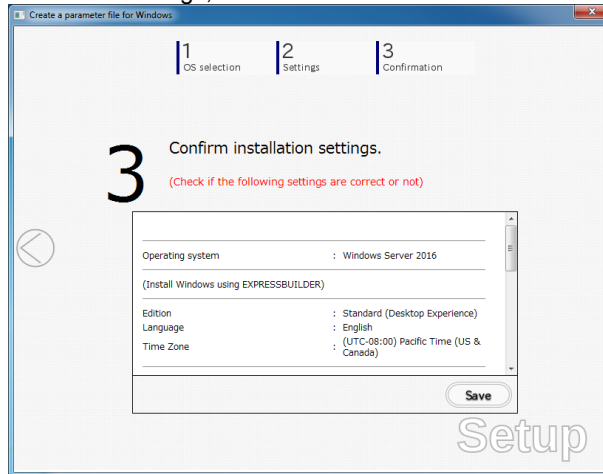 Create a parameter file for Windows
1
OS selection
2
Settings
3
Confirmation
3
Confirm installation settings.
(Check if the following settings are correct or not)
Operating system : Windows Server 2016
(Install Windows using EXPRESSBUILDER)
Edition : Standard (Desktop Experience)
Language : English
Time Zone : (UTC-08:00) Pacific Time (US &
Canada)
Save
Setup